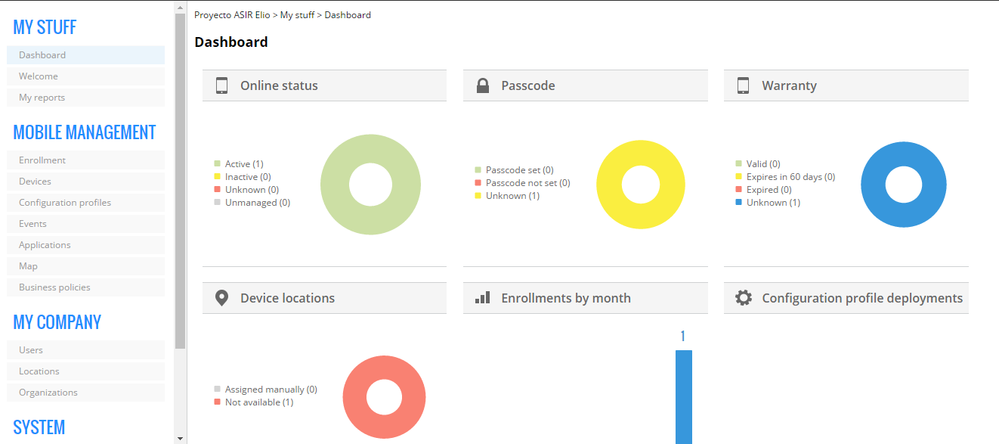 MY STUFF
Dashboard
Welcome
My reports
MOBILE MANAGEMENT
Enrollment
Devices
Configuration profiles
Events
Applications
Map
Business policies
MY COMPANY
Users
Locations
Organizations
SYSTEM
Proyecto ASIR Elio > My stuff > Dashboard
Dashboard
Online status
Active (1)
Inactive (0)
Unknown (0)
Unmanaged (0)
Passcode
Passcode set (0)
Passcode not set (0)
Unknown (1)
Warranty
Valid (0)
Expires in 60 days (0)
Expired (0)
Unknown (1)
Device locations
Assigned manually (0)
Not available (1)
Enrollments by month
1
Configuration profile deployments